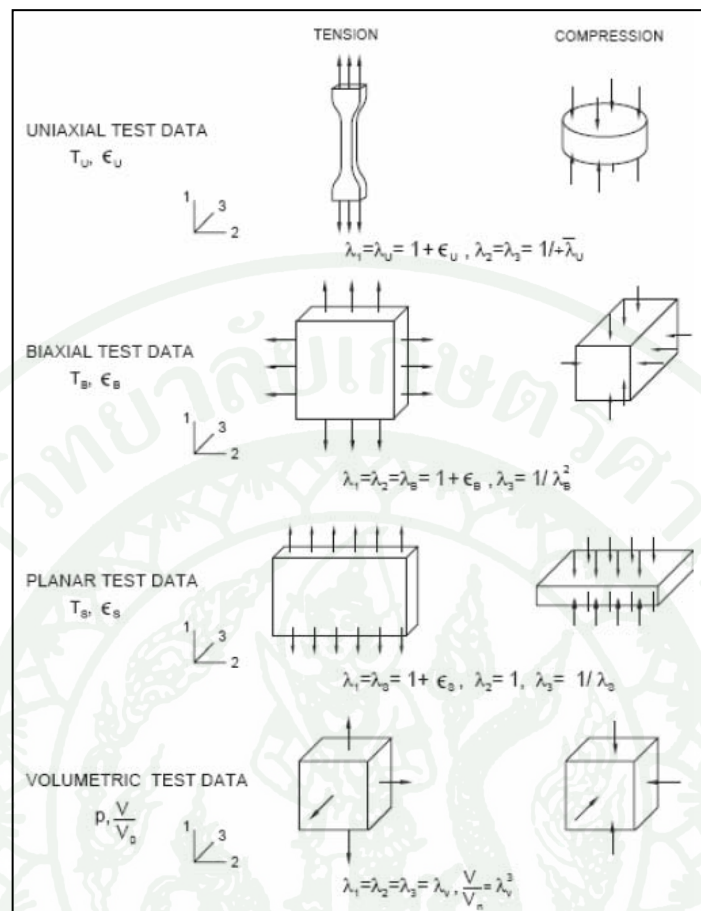 TENSION COMPRESSION
UNIAXIAL TEST DATA
T_U, ϵ_U
1
3
2
λ₁=λ_U= 1+ϵ_U , λ₂=λ₃= 1/÷λ̅_U
BIAXIAL TEST DATA
T_B, ϵ_B
1
3
2
λ₁=λ₂=λ_B= 1+ϵ_B , λ₃= 1/ λ_B²
PLANAR TEST DATA
T_S, ϵ_S
1
3
2
λ₁=λ_S= 1+ ϵ_S, λ₂= 1, λ₃= 1/ λ_S
VOLUMETRIC TEST DATA
p, V/V₀
1
3
2
λ₁=λ₂=λ₃= λ_V, V/V₀= λ_V³